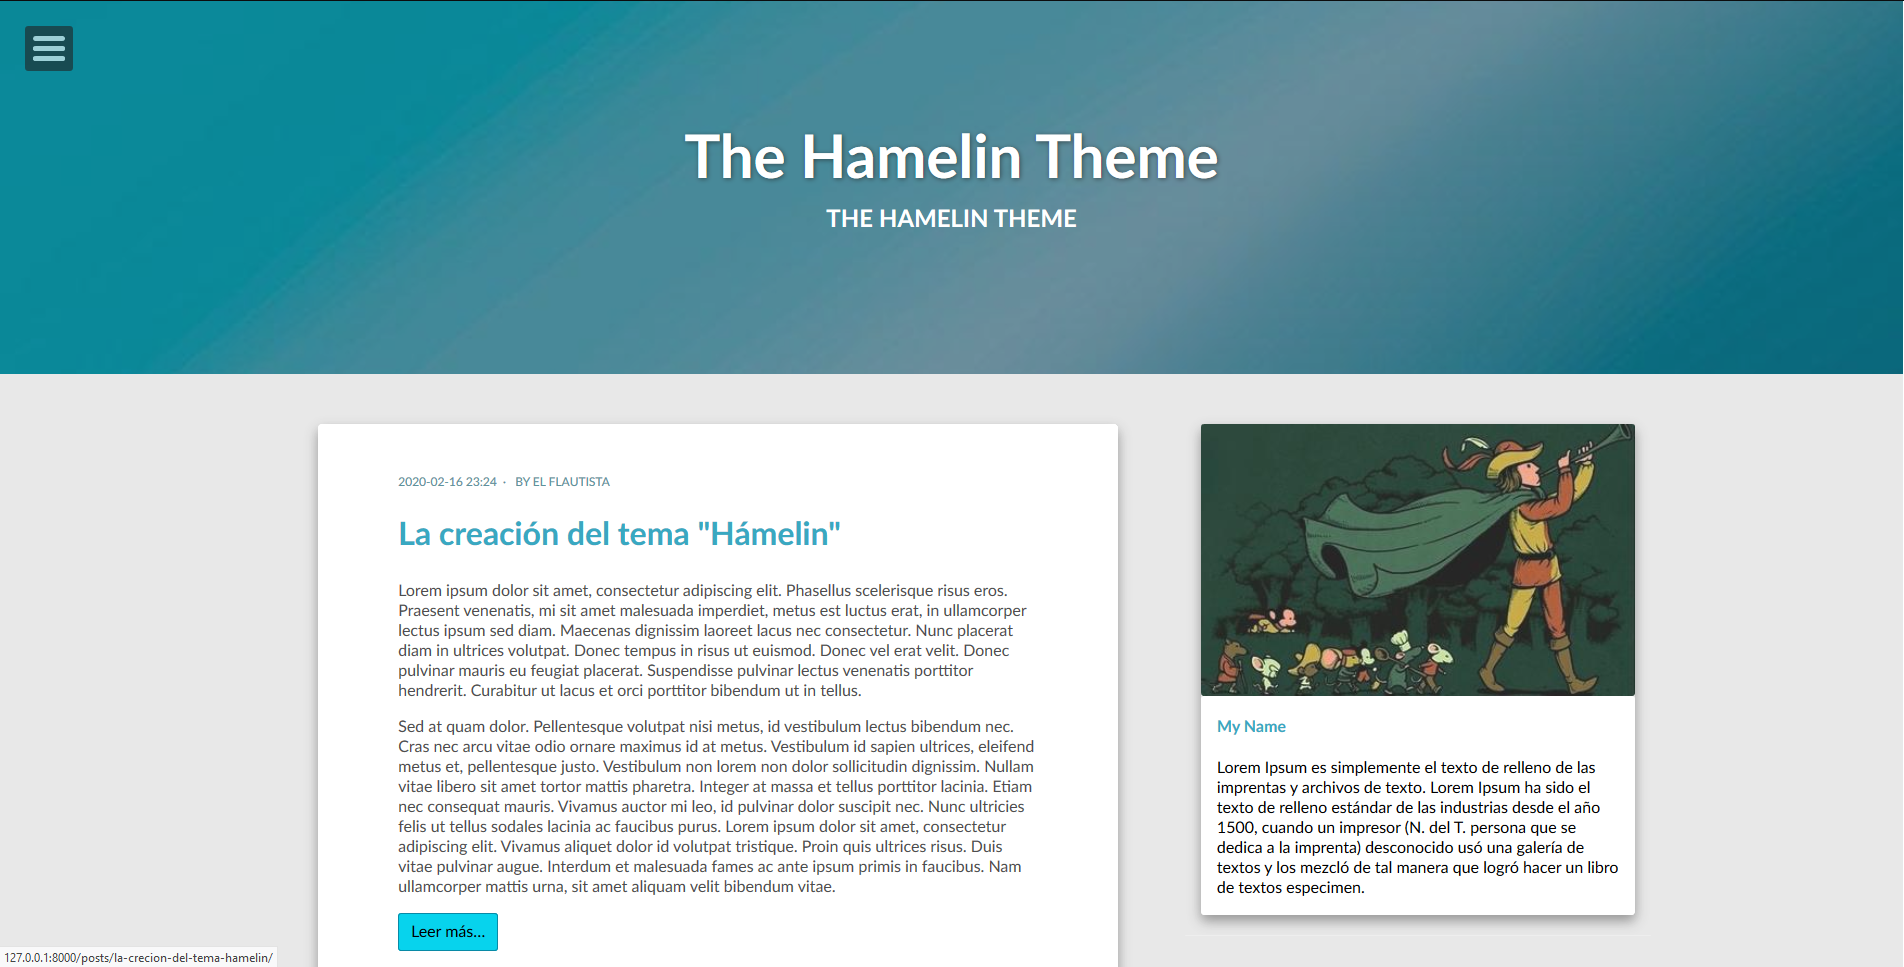 The Hamelin Theme
THE HAMELIN THEME
2020-02-16 23:24 · BY EL FLAUTISTA
La creación del tema "Hámelin"
Lorem ipsum dolor sit amet, consectetur adipiscing elit. Phasellus scelerisque risus eros.
Praesent venenatis, mi sit amet malesuada imperdiet, metus est luctus erat, in ullamcorper
lectus ipsum sed diam. Maecenas dignissim laoreet lacus nec consectetur. Nunc placerat
diam in ultrices volutpat. Donec tempus in risus ut euismod. Donec vel erat velit. Donec
pulvinar mauris eu feugiat placerat. Suspendisse pulvinar lectus venenatis porttitor
hendrerit. Curabitur ut lacus et orci porttitor bibendum ut in tellus.
Sed at quam dolor. Pellentesque volutpat nisi metus, id vestibulum lectus bibendum nec.
Cras nec arcu vitae odio ornare maximus id at metus. Vestibulum id sapien ultrices, eleifend
metus et, pellentesque justo. Vestibulum non lorem non dolor sollicitudin dignissim. Nullam
vitae libero sit amet tortor mattis pharetra. Integer at massa et tellus porttitor lacinia. Etiam
nec consequat mauris. Vivamus auctor mi leo, id pulvinar dolor suscipit nec. Nunc ultricies
felis ut tellus sodales lacinia ac faucibus purus. Lorem ipsum dolor sit amet, consectetur
adipiscing elit. Vivamus aliquet dolor id volutpat tristique. Proin quis ultrices risus. Duis
vitae pulvinar augue. Interdum et malesuada fames ac ante ipsum primis in faucibus. Nam
ullamcorper mattis urna, sit amet aliquam velit bibendum vitae.
Leer más...
My Name
Lorem Ipsum es simplemente el texto de relleno de las
imprentas y archivos de texto. Lorem Ipsum ha sido el
texto de relleno estándar de las industrias desde el año
1500, cuando un impresor (N. del T. persona que se
dedica a la imprenta) desconocido usó una galería de
textos y los mezcló de tal manera que logró hacer un libro
de textos especimen.
127.0.0.1:8000/posts/la-crecion-del-tema-hamelin/